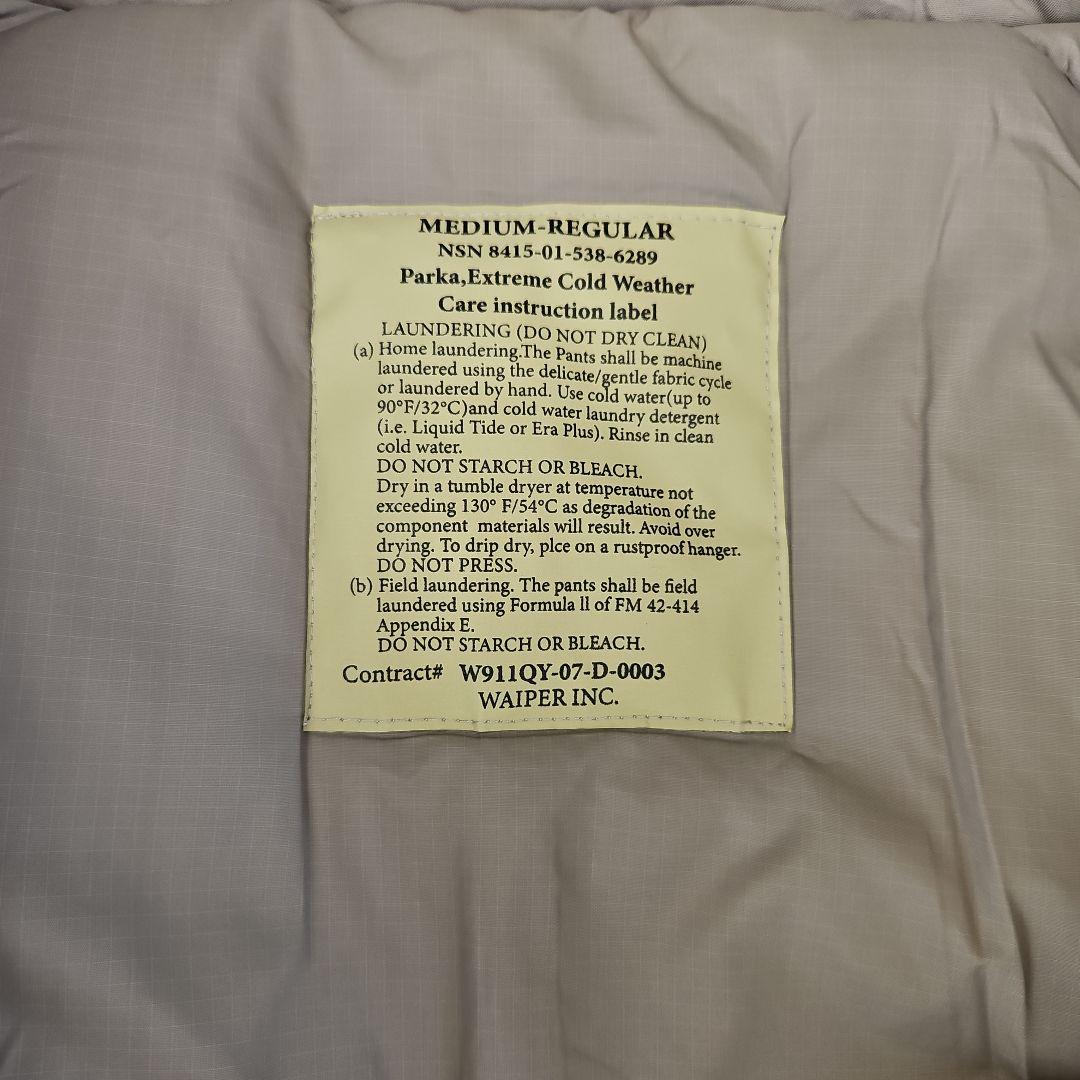 MEDIUM-REGULAR
NSN 8415-01-538-6289
Parka,Extreme Cold Weather
Care instruction label
LAUNDERING (DO NOT DRY CLEAN)
(a) Home laundering.The Pants shall be machine
laundered using the delicate/gentle fabric cycle
or laundered by hand. Use cold water(up to
90°F/32°C)and cold water laundry detergent
(i.e. Liquid Tide or Era Plus). Rinse in clean
cold water.
DO NOT STARCH OR BLEACH.
Dry in a tumble dryer at temperature not
exceeding 130° F/54°C as degradation of the
component materials will result. Avoid over
drying. To drip dry, plce on a rustproof hanger.
DO NOT PRESS.
(b) Field laundering. The pants shall be field
laundered using Formula ll of FM 42-414
Appendix E.
DO NOT STARCH OR BLEACH.
Contract# W911QY-07-D-0003
WAIPER INC.